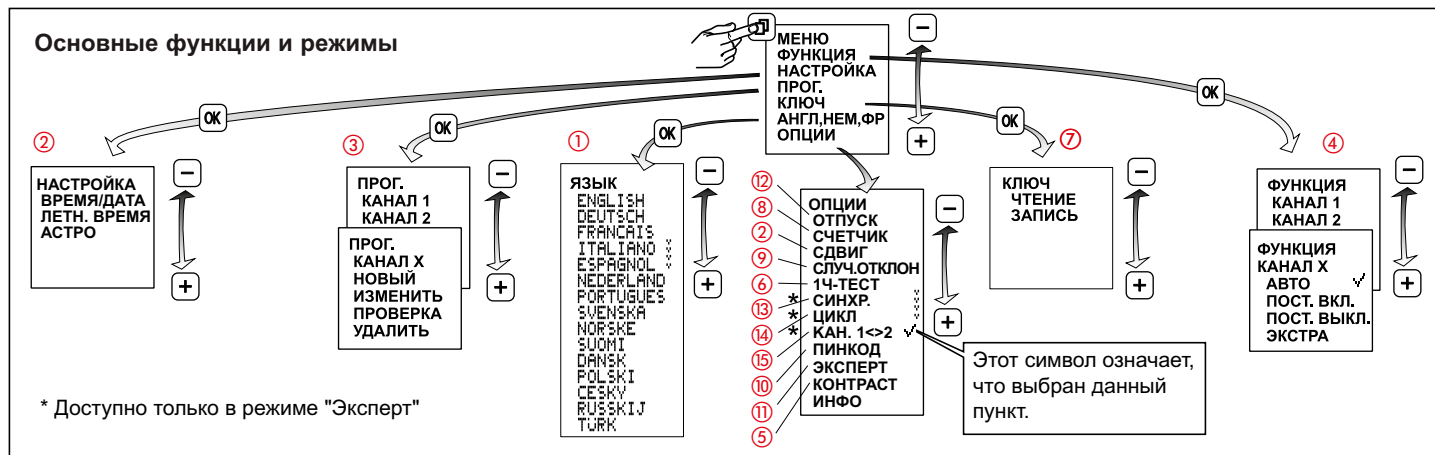 Основные функции и режимы
МЕНЮ
ФУНКЦИЯ
НАСТРОЙКА
ПРОГ.
КЛЮЧ
АНГЛ,НЕМ,ФР
ОПЦИИ
−
+
OK
OK
OK
OK
OK
②
НАСТРОЙКА
ВРЕМЯ/ДАТА
ЛЕТН. ВРЕМЯ
АСТРО
−
+
③
ПРОГ.
КАНАЛ 1
КАНАЛ 2
ПРОГ.
КАНАЛ X
НОВЫЙ
ИЗМЕНИТЬ
ПРОВЕРКА
УДАЛИТЬ
−
+
①
ЯЗЫК
ENGLISH
DEUTSCH
FRANCAIS
ITALIANO
ESPAGNOL
NEDERLAND
PORTUGUES
SVENSKA
NORSKE
SUOMI
DANSK
POLSKI
CESKY
RUSSKIJ
TÜRK
−
+
ОПЦИИ
⑫ ОТПУСК
⑧ СЧЕТЧИК
② СДВИГ
⑨ СЛУЧ.ОТКЛОН
⑥ 1Ч-ТЕСТ
⑬ * СИНХР.
⑭ * ЦИКЛ
⑮ * КАН. 1<>2 ✓
⑩ ПИНКОД
⑪ ЭКСПЕРТ
⑤ КОНТРАСТ
ИНФО
−
+
Этот символ означает,
что выбран данный
пункт.
⑦
КЛЮЧ
ЧТЕНИЕ
ЗАПИСЬ
−
+
④
ФУНКЦИЯ
КАНАЛ 1
КАНАЛ 2
ФУНКЦИЯ
КАНАЛ X
АВТО ✓
ПОСТ. ВКЛ.
ПОСТ. ВЫКЛ.
ЭКСТРА
−
+
* Доступно только в режиме "Эксперт"